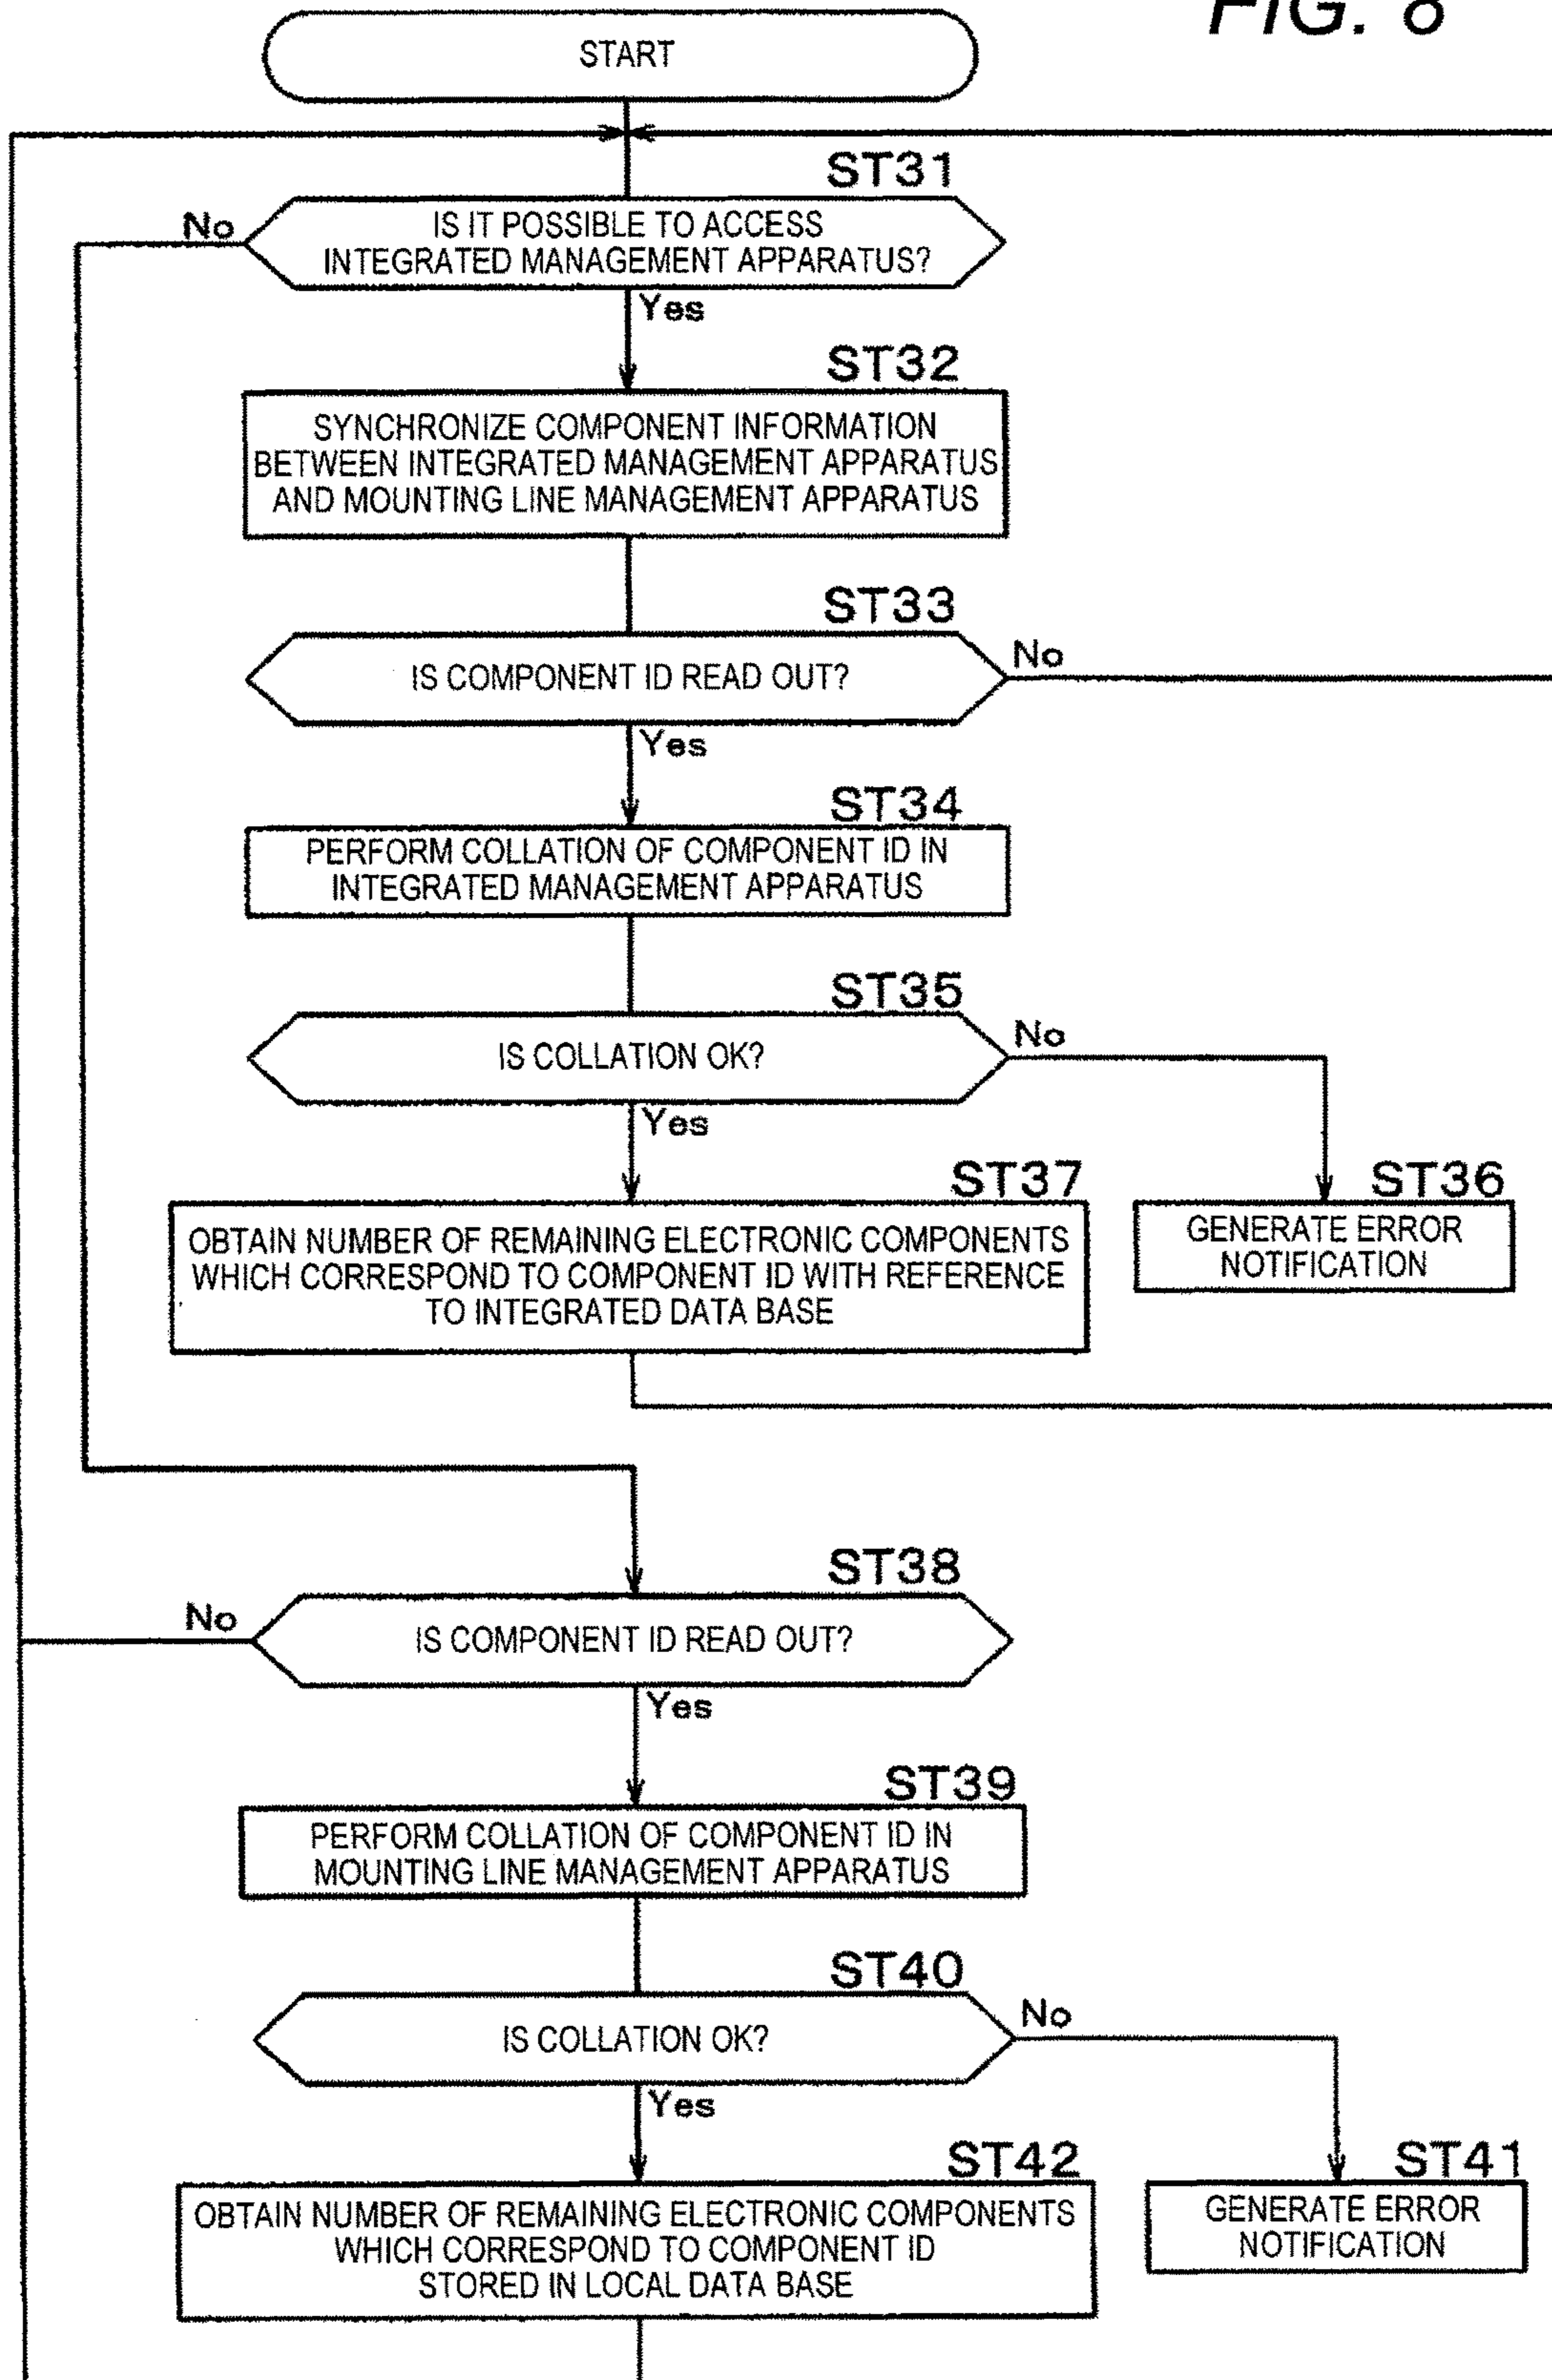 FIG. 8
START
ST31
No
IS IT POSSIBLE TO ACCESS
INTEGRATED MANAGEMENT APPARATUS?
Yes
ST32
SYNCHRONIZE COMPONENT INFORMATION
BETWEEN INTEGRATED MANAGEMENT APPARATUS
AND MOUNTING LINE MANAGEMENT APPARATUS
ST33
IS COMPONENT ID READ OUT?
No
Yes
ST34
PERFORM COLLATION OF COMPONENT ID IN
INTEGRATED MANAGEMENT APPARATUS
ST35
IS COLLATION OK?
No
Yes
ST37
OBTAIN NUMBER OF REMAINING ELECTRONIC COMPONENTS
WHICH CORRESPOND TO COMPONENT ID WITH REFERENCE
TO INTEGRATED DATA BASE
ST36
GENERATE ERROR
NOTIFICATION
ST38
No
IS COMPONENT ID READ OUT?
Yes
ST39
PERFORM COLLATION OF COMPONENT ID IN
MOUNTING LINE MANAGEMENT APPARATUS
ST40
IS COLLATION OK?
No
Yes
ST42
OBTAIN NUMBER OF REMAINING ELECTRONIC COMPONENTS
WHICH CORRESPOND TO COMPONENT ID
STORED IN LOCAL DATA BASE
ST41
GENERATE ERROR
NOTIFICATION